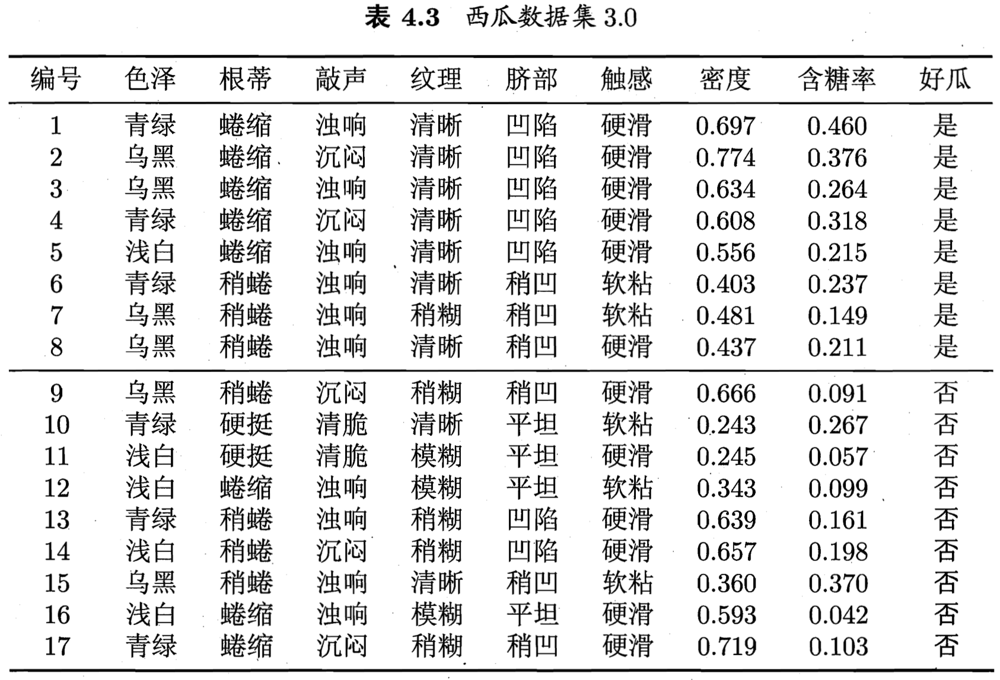 表 4.3 西瓜数据集 3.0
编号 色泽 根蒂 敲声 纹理 脐部 触感 密度 含糖率 好瓜
1 青绿 蜷缩 浊响 清晰 凹陷 硬滑 0.697 0.460 是
2 乌黑 蜷缩 沉闷 清晰 凹陷 硬滑 0.774 0.376 是
3 乌黑 蜷缩 浊响 清晰 凹陷 硬滑 0.634 0.264 是
4 青绿 蜷缩 沉闷 清晰 凹陷 硬滑 0.608 0.318 是
5 浅白 蜷缩 浊响 清晰 凹陷 硬滑 0.556 0.215 是
6 青绿 稍蜷 浊响 清晰 稍凹 软粘 0.403 0.237 是
7 乌黑 稍蜷 浊响 稍糊 稍凹 软粘 0.481 0.149 是
8 乌黑 稍蜷 浊响 清晰 稍凹 硬滑 0.437 0.211 是
9 乌黑 稍蜷 沉闷 稍糊 稍凹 硬滑 0.666 0.091 否
10 青绿 硬挺 清脆 清晰 平坦 软粘 0.243 0.267 否
11 浅白 硬挺 清脆 模糊 平坦 硬滑 0.245 0.057 否
12 浅白 蜷缩 浊响 模糊 平坦 软粘 0.343 0.099 否
13 青绿 稍蜷 浊响 稍糊 凹陷 硬滑 0.639 0.161 否
14 浅白 稍蜷 沉闷 稍糊 凹陷 硬滑 0.657 0.198 否
15 乌黑 稍蜷 浊响 清晰 稍凹 软粘 0.360 0.370 否
16 浅白 蜷缩 浊响 模糊 平坦 硬滑 0.593 0.042 否
17 青绿 蜷缩 沉闷 稍糊 稍凹 硬滑 0.719 0.103 否